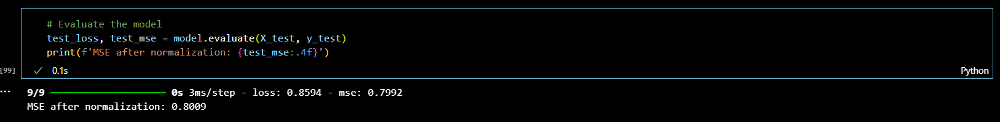 # Evaluate the model
test_loss, test_mse = model.evaluate(X_test, y_test)
print(f'MSE after normalization: {test_mse:.4f}')
[99] ✓ 0.1s Python
... 9/9 ━━━━━━━━━━━━━━━━━━━━ 0s 3ms/step - loss: 0.8594 - mse: 0.7992
MSE after normalization: 0.8009